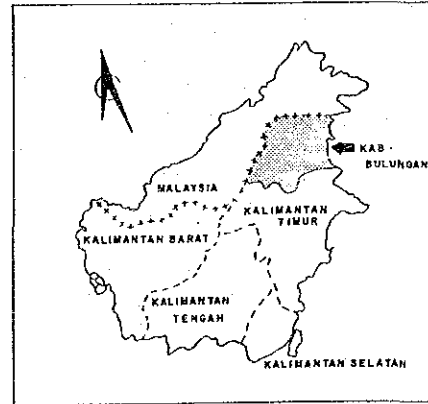 KAB.
BULUNGAN
MALAYSIA
KALIMANTAN
TIMUR
KALIMANTAN BARAT
KALIMANTAN
TENGAH
KALIMANTAN SELATAN